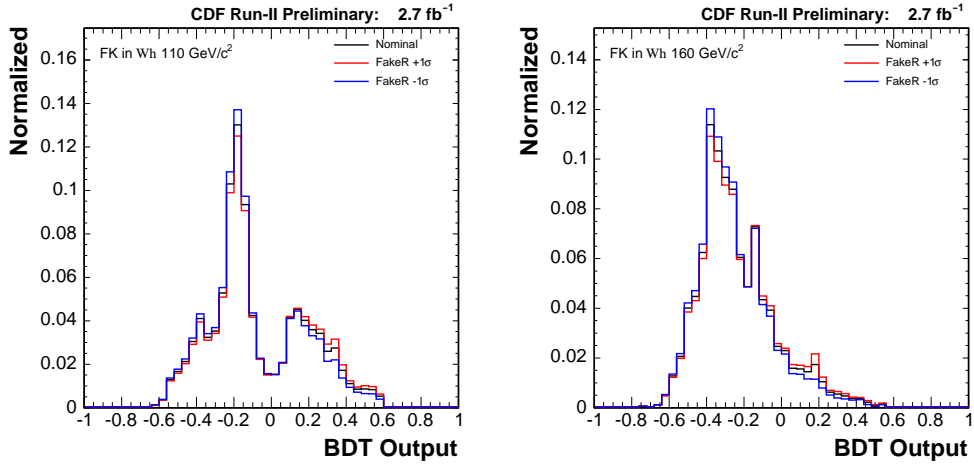 CDF Run-II Preliminary: 2.7 fb⁻¹
Normalized
FK in Wh 110 GeV/c²
Nominal
FakeR +1σ
FakeR -1σ
0.16
0.14
0.12
0.1
0.08
0.06
0.04
0.02
0
-1 -0.8 -0.6 -0.4 -0.2 0 0.2 0.4 0.6 0.8 1
BDT Output
CDF Run-II Preliminary: 2.7 fb⁻¹
Normalized
FK in Wh 160 GeV/c²
Nominal
FakeR +1σ
FakeR -1σ
0.14
0.12
0.1
0.08
0.06
0.04
0.02
0
-1 -0.8 -0.6 -0.4 -0.2 0 0.2 0.4 0.6 0.8 1
BDT Output